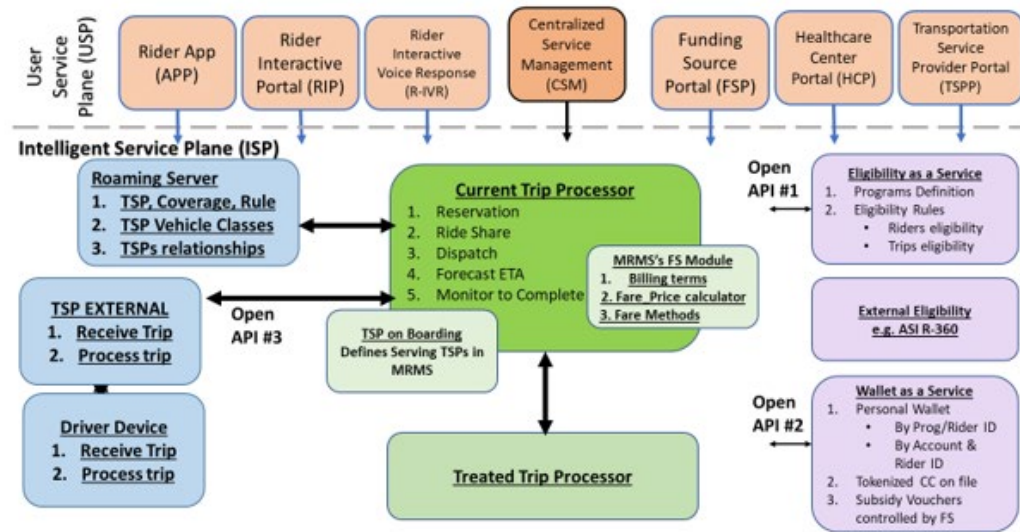 User
Service
Plane (USP)
Rider App
(APP)
Rider
Interactive
Portal (RIP)
Rider
Interactive
Voice Response
(R-IVR)
Centralized
Service
Management
(CSM)
Funding
Source
Portal (FSP)
Healthcare
Center
Portal (HCP)
Transportation
Service
Provider Portal
(TSPP)
Intelligent Service Plane (ISP)
Roaming Server
1. TSP, Coverage, Rule
2. TSP Vehicle Classes
3. TSPs relationships
TSP EXTERNAL
1. Receive Trip
2. Process trip
Driver Device
1. Receive Trip
2. Process trip
Open
API #3
Current Trip Processor
1. Reservation
2. Ride Share
3. Dispatch
4. Forecast ETA
5. Monitor to Complete
MRMS's FS Module
1. Billing terms
2. Fare_Price calculator
3. Fare Methods
TSP on Boarding
Defines Serving TSPs in
MRMS
Treated Trip Processor
Open
API #1
Eligibility as a Service
1. Programs Definition
2. Eligibility Rules
• Riders eligibility
• Trips eligibility
External Eligibility
e.g. ASI R-360
Open
API #2
Wallet as a Service
1. Personal Wallet
• By Prog/Rider ID
• By Account &
Rider ID
2. Tokenized CC on file
3. Subsidy Vouchers
controlled by FS